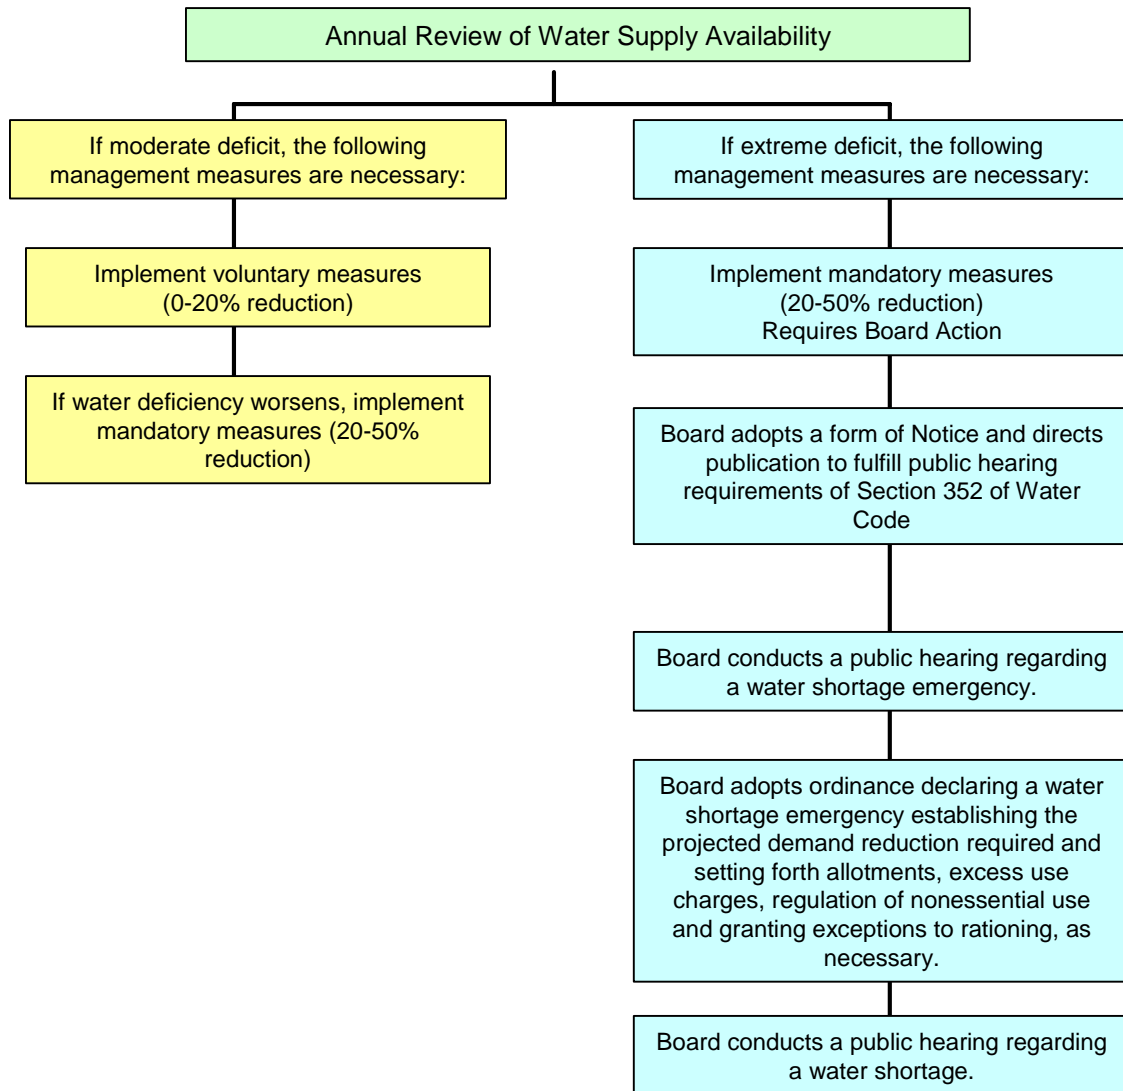 Annual Review of Water Supply Availability
If moderate deficit, the following
management measures are necessary:
Implement voluntary measures
(0-20% reduction)
If water deficiency worsens, implement
mandatory measures (20-50%
reduction)
If extreme deficit, the following
management measures are necessary:
Implement mandatory measures
(20-50% reduction)
Requires Board Action
Board adopts a form of Notice and directs
publication to fulfill public hearing
requirements of Section 352 of Water
Code
Board conducts a public hearing regarding
a water shortage emergency.
Board adopts ordinance declaring a water
shortage emergency establishing the
projected demand reduction required and
setting forth allotments, excess use
charges, regulation of nonessential use
and granting exceptions to rationing, as
necessary.
Board conducts a public hearing regarding
a water shortage.